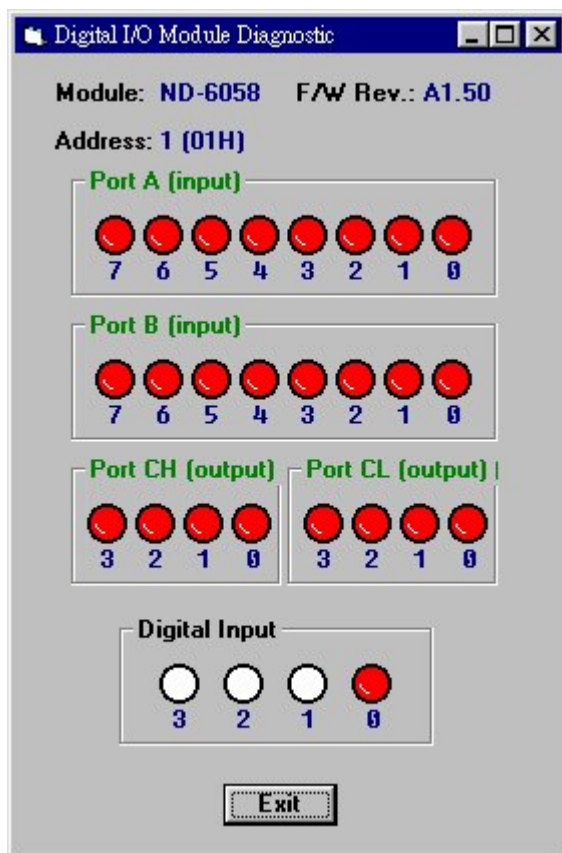 Digital I/O Module Diagnostic
Module: ND-6058 F/W Rev.: A1.50
Address: 1 (01H)
Port A (input)
7 6 5 4 3 2 1 0
Port B (input)
7 6 5 4 3 2 1 0
Port CH (output) Port CL (output)
3 2 1 0 3 2 1 0
Digital Input
3 2 1 0
Exit